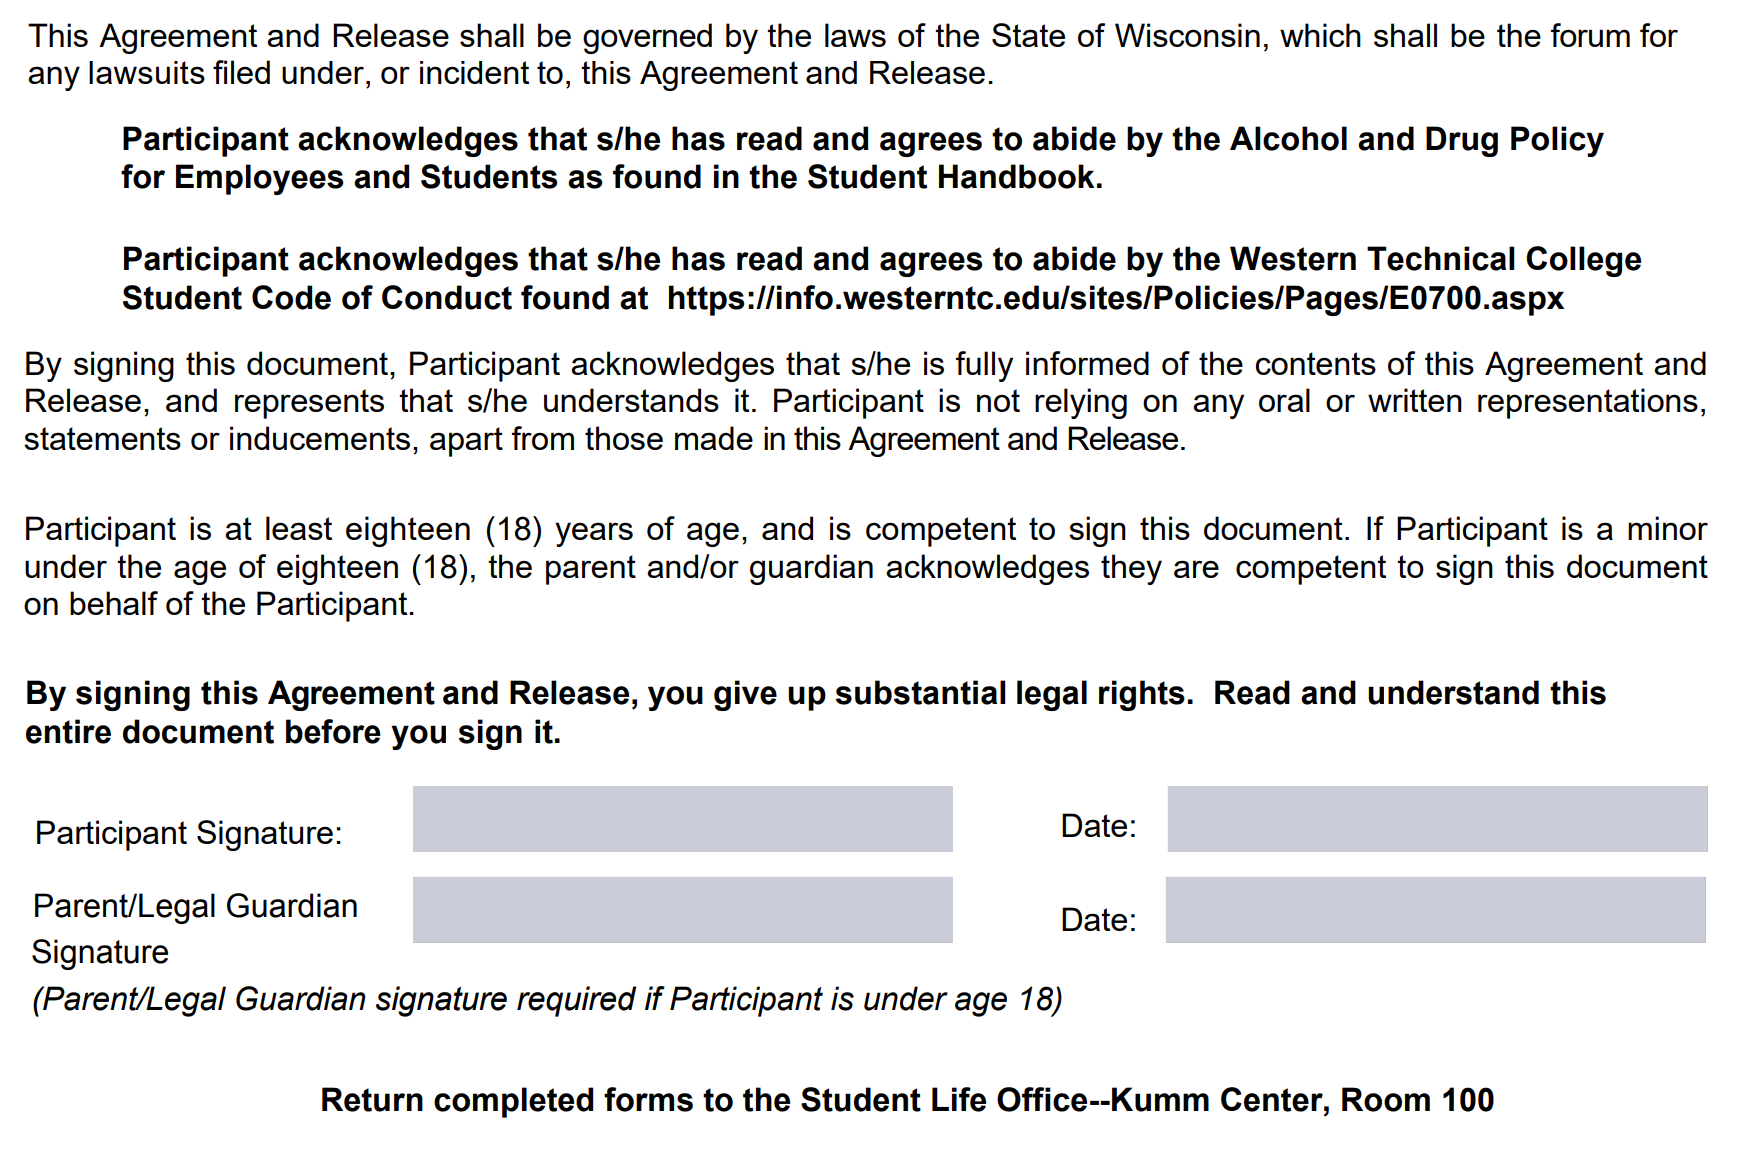 This Agreement and Release shall be governed by the laws of the State of Wisconsin, which shall be the forum for
any lawsuits filed under, or incident to, this Agreement and Release.
Participant acknowledges that s/he has read and agrees to abide by the Alcohol and Drug Policy
for Employees and Students as found in the Student Handbook.
Participant acknowledges that s/he has read and agrees to abide by the Western Technical College
Student Code of Conduct found at  https://info.westerntc.edu/sites/Policies/Pages/E0700.aspx
By signing this document, Participant acknowledges that s/he is fully informed of the contents of this Agreement and
Release, and represents that s/he understands it. Participant is not relying on any oral or written representations,
statements or inducements, apart from those made in this Agreement and Release.
Participant is at least eighteen (18) years of age, and is competent to sign this document. If Participant is a minor
under the age of eighteen (18), the parent and/or guardian acknowledges they are competent to sign this document
on behalf of the Participant.
By signing this Agreement and Release, you give up substantial legal rights.  Read and understand this
entire document before you sign it.
Participant Signature: Date:
Parent/Legal Guardian Date:
Signature
(Parent/Legal Guardian signature required if Participant is under age 18)
Return completed forms to the Student Life Office--Kumm Center, Room 100